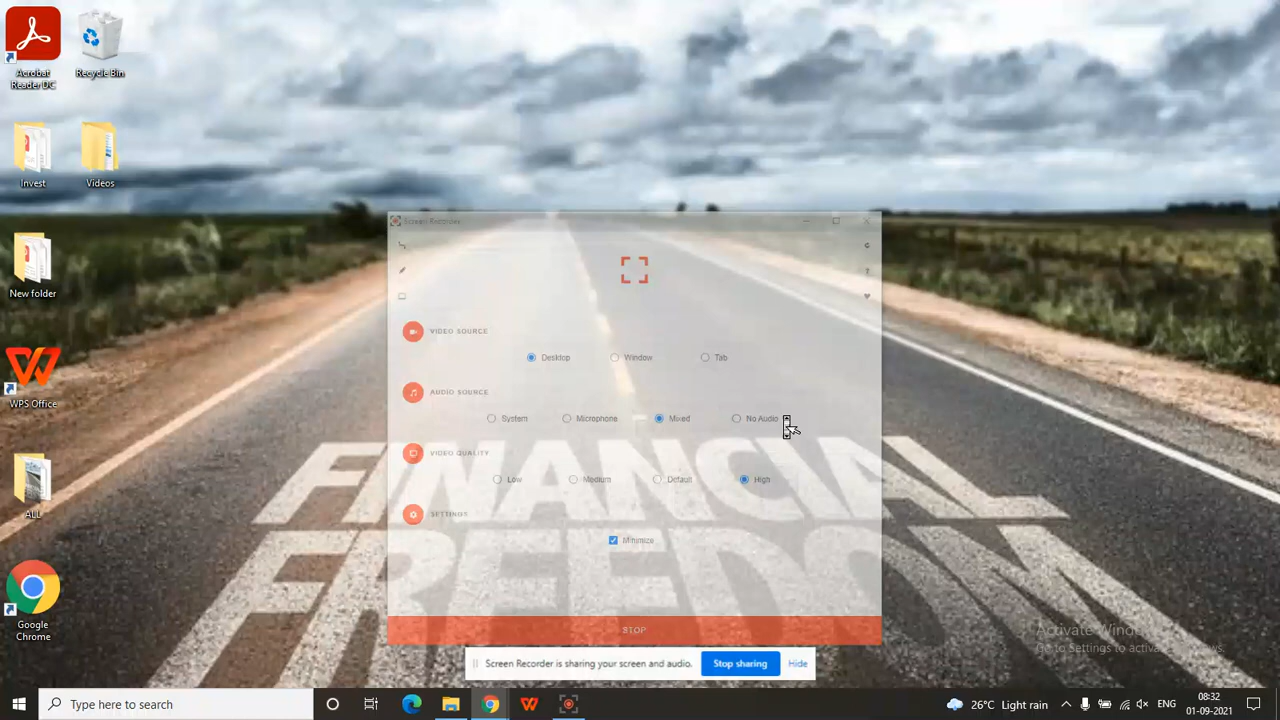 Acrobat
Reader DC
Recycle Bin
Invest
Videos
New folder
WPS Office
ALL
Google
Chrome
Screen Recorder
VIDEO SOURCE
Desktop
Window
Tab
AUDIO SOURCE
System
Microphone
Mixed
No Audio
VIDEO QUALITY
Low
Medium
Default
High
SETTINGS
Minimize
STOP
FINANCIAL
FREEDOM
Activate Windows
Go to Settings to activate Windows.
Screen Recorder is sharing your screen and audio.
Stop sharing
Hide
Type here to search
26°C Light rain
ENG
08:32
01-09-2021